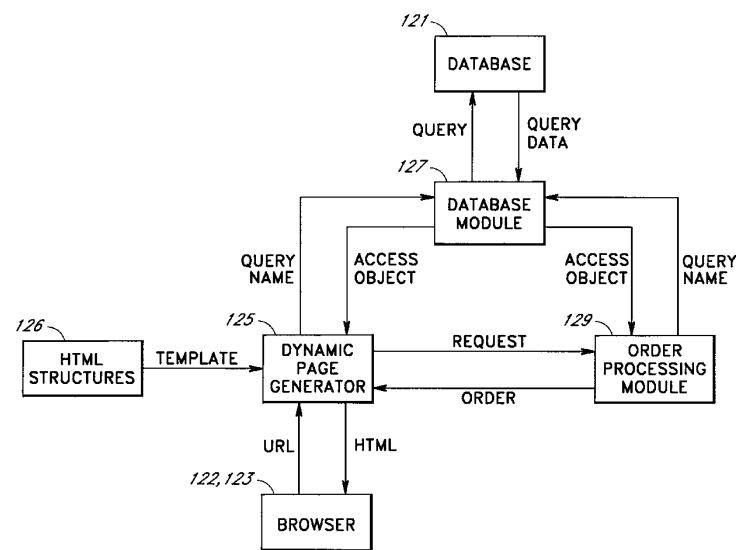 121
DATABASE
QUERY
QUERY
DATA
127
DATABASE
MODULE
QUERY
NAME
ACCESS
OBJECT
ACCESS
OBJECT
QUERY
NAME
126
HTML
STRUCTURES
TEMPLATE
125
DYNAMIC
PAGE
GENERATOR
REQUEST
ORDER
129
ORDER
PROCESSING
MODULE
URL
HTML
122,123
BROWSER